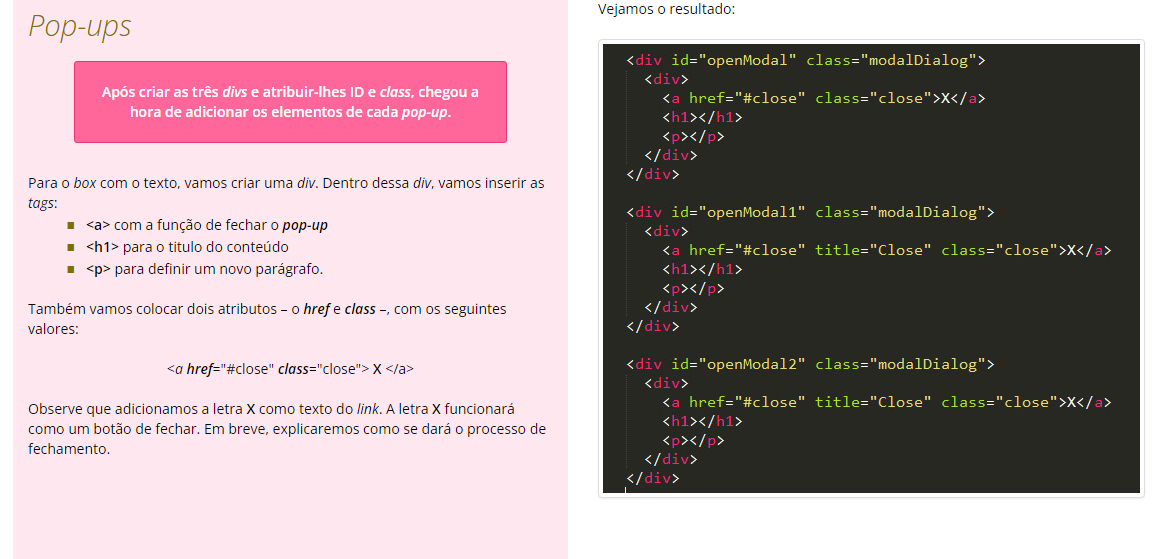 Pop-ups
Após criar as três divs e atribuir-lhes ID e class, chegou a
hora de adicionar os elementos de cada pop-up.
Para o box com o texto, vamos criar uma div. Dentro dessa div, vamos inserir as
tags:
<a> com a função de fechar o pop-up
<h1> para o titulo do conteúdo
<p> para definir um novo parágrafo.
Também vamos colocar dois atributos – o href e class –, com os seguintes
valores:
<a href="#close" class="close"> X </a>
Observe que adicionamos a letra X como texto do link. A letra X funcionará
como um botão de fechar. Em breve, explicaremos como se dará o processo de
fechamento.
Vejamos o resultado:
<div id="openModal" class="modalDialog">
<div>
<a href="#close" class="close">X</a>
<h1></h1>
<p></p>
</div>
</div>
<div id="openModal1" class="modalDialog">
<div>
<a href="#close" title="Close" class="close">X</a>
<h1></h1>
<p></p>
</div>
</div>
<div id="openModal2" class="modalDialog">
<div>
<a href="#close" title="Close" class="close">X</a>
<h1></h1>
<p></p>
</div>
</div>